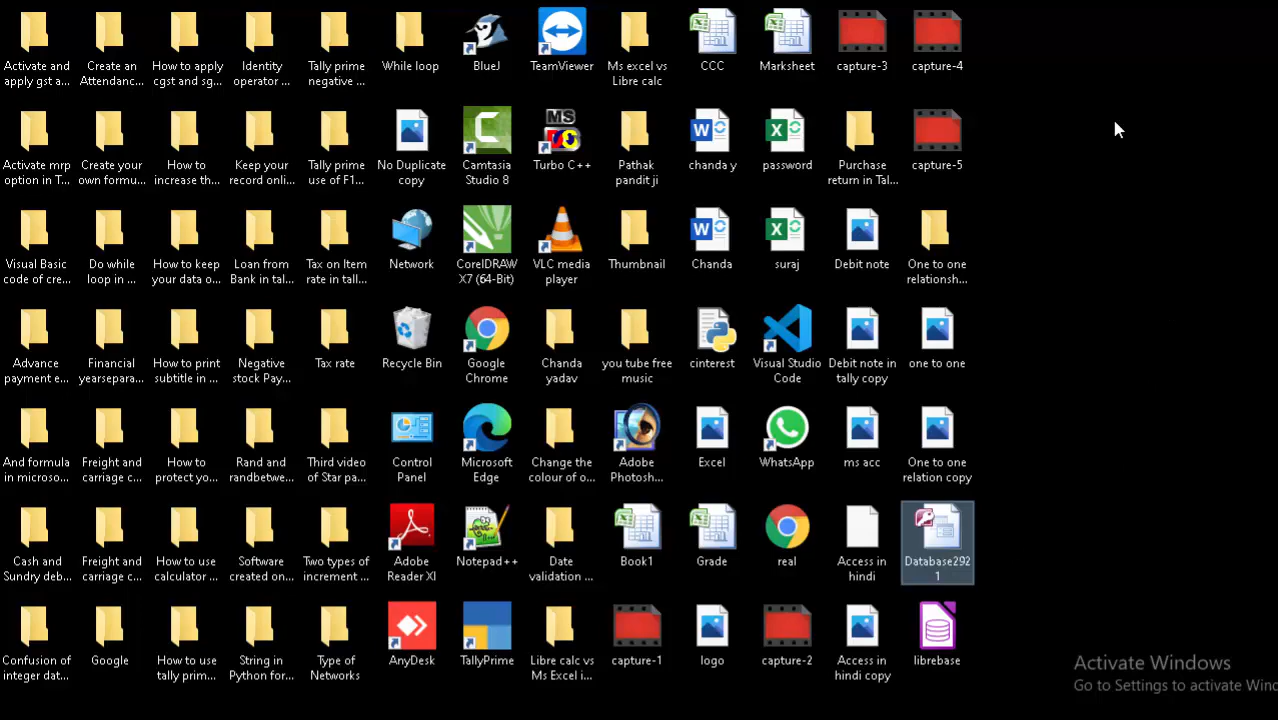 Activate and
apply gst a...
Create an
Attendanc...
How to apply
cgst and sg...
Identity
operator ...
Tally prime
negative ...
While loop
BlueJ
TeamViewer
Ms excel vs
Libre calc
CCC
Marksheet
capture-3
capture-4
Activate mrp
option in T...
Create your
own formu...
How to
increase th...
Keep your
record onli...
Tally prime
use of F1...
No Duplicate
copy
Camtasia
Studio 8
MS
Turbo C++
Pathak
pandit ji
chanda y
password
Purchase
return in Tal...
capture-5
Visual Basic
code of cre...
Do while
loop in ...
How to keep
your data o...
Loan from
Bank in tall...
Tax on Item
rate in tall...
Network
CorelDRAW
X7 (64-Bit)
VLC media
player
Thumbnail
Chanda
suraj
Debit note
One to one
relationsh...
Advance
payment e...
Financial
yearsepara...
How to print
subtitle in ...
Negative
stock Pay...
Tax rate
Recycle Bin
Google
Chrome
Chanda
yadav
you tube free
music
cinterest
Visual Studio
Code
Debit note in
tally copy
one to one
And formula
in microso...
Freight and
carriage c...
How to
protect yo...
Rand and
randbetwe...
Third video
of Star pa...
Control
Panel
Microsoft
Edge
Change the
colour of o...
Adobe
Photosh...
Excel
WhatsApp
ms acc
One to one
relation copy
Cash and
Sundry deb...
Freight and
carriage c...
How to use
calculator ...
Software
created on...
Two types of
increment ...
Adobe
Reader XI
Notepad++
Date
validation ...
Book1
Grade
real
Access in
hindi
Database292
1
Confusion of
integer dat...
Google
How to use
tally prim...
String in
Python for...
Type of
Networks
AnyDesk
TallyPrime
Libre calc vs
Ms Excel i...
capture-1
logo
capture-2
Access in
hindi copy
librebase
Activate Windows
Go to Settings to activate Winc